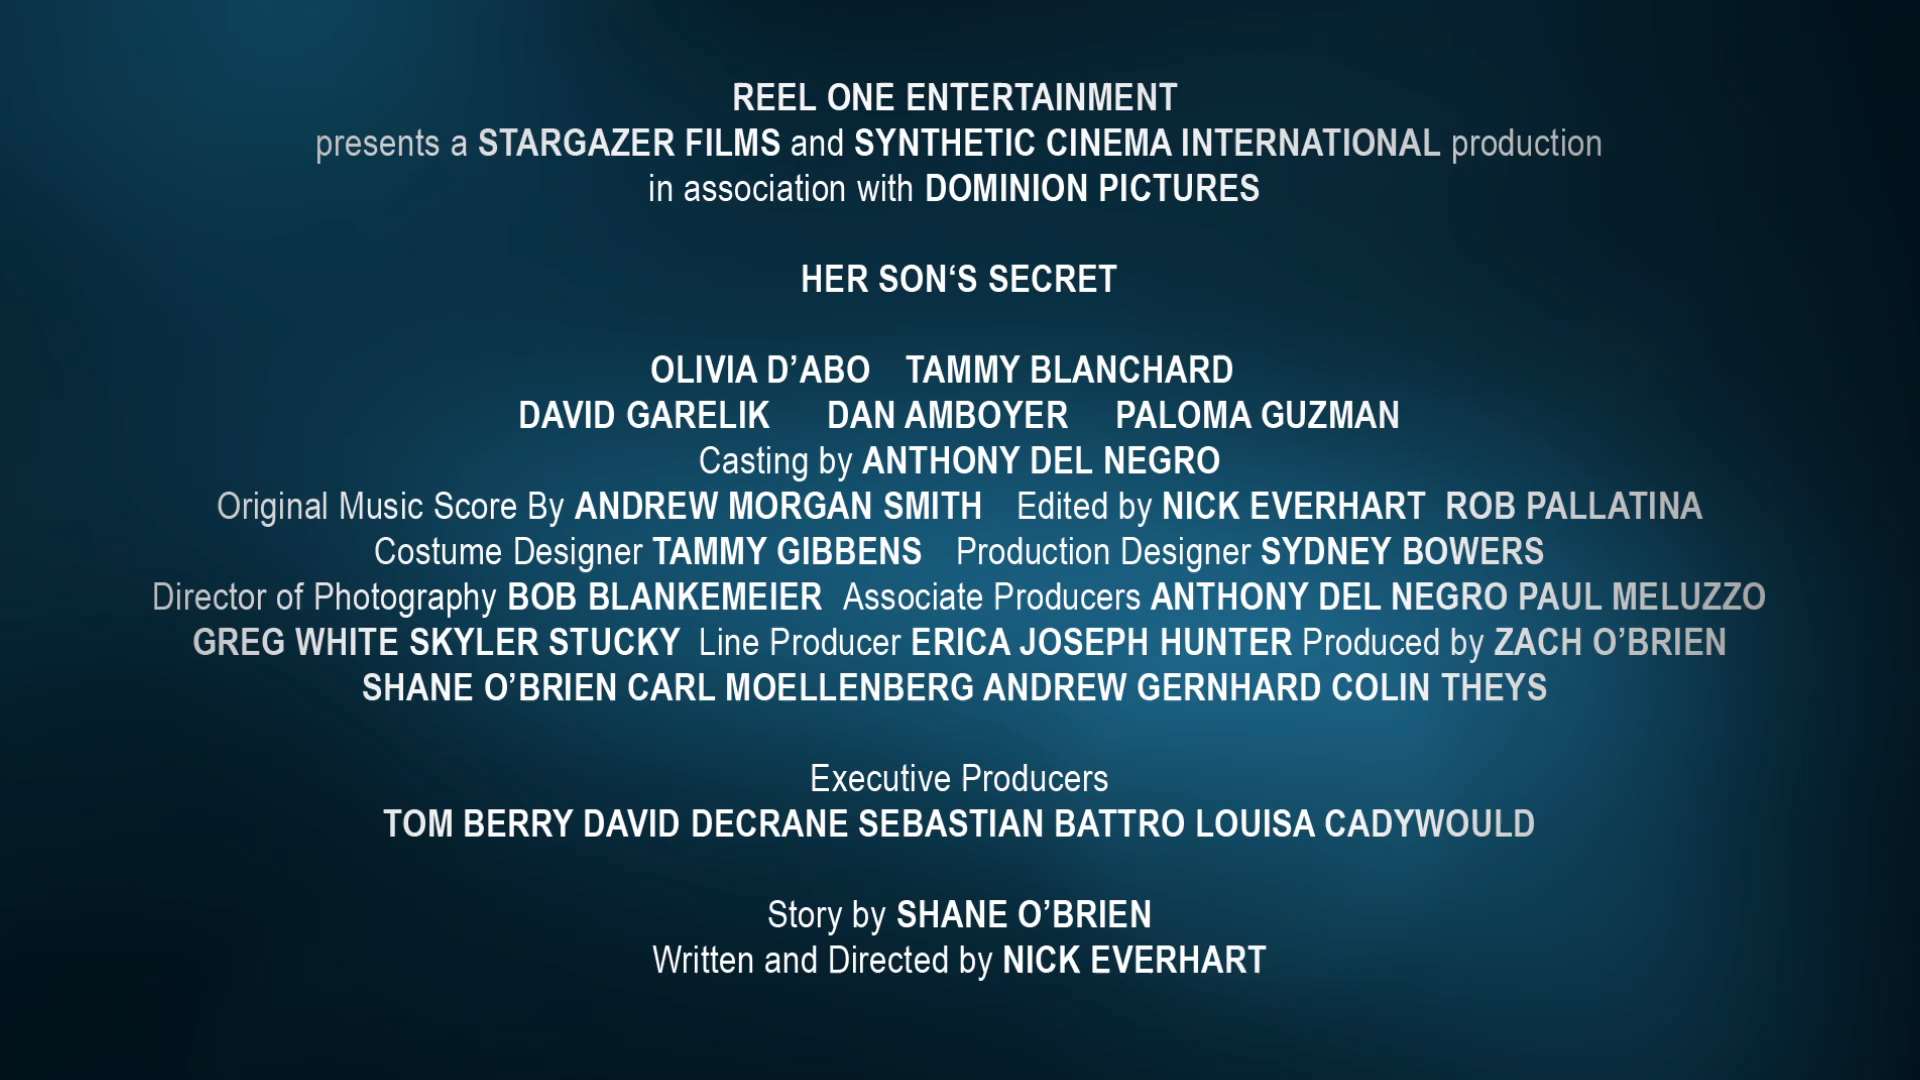 REEL ONE ENTERTAINMENT
presents a STARGAZER FILMS and SYNTHETIC CINEMA INTERNATIONAL production
in association with DOMINION PICTURES
HER SON‘S SECRET
OLIVIA D’ABO TAMMY BLANCHARD
DAVID GARELIK DAN AMBOYER PALOMA GUZMAN
Casting by ANTHONY DEL NEGRO
Original Music Score By ANDREW MORGAN SMITH Edited by NICK EVERHART ROB PALLATINA
Costume Designer TAMMY GIBBENS Production Designer SYDNEY BOWERS
Director of Photography BOB BLANKEMEIER Associate Producers ANTHONY DEL NEGRO PAUL MELUZZO
GREG WHITE SKYLER STUCKY Line Producer ERICA JOSEPH HUNTER Produced by ZACH O’BRIEN
SHANE O’BRIEN CARL MOELLENBERG ANDREW GERNHARD COLIN THEYS
Executive Producers
TOM BERRY DAVID DECRANE SEBASTIAN BATTRO LOUISA CADYWOULD
Story by SHANE O’BRIEN
Written and Directed by NICK EVERHART